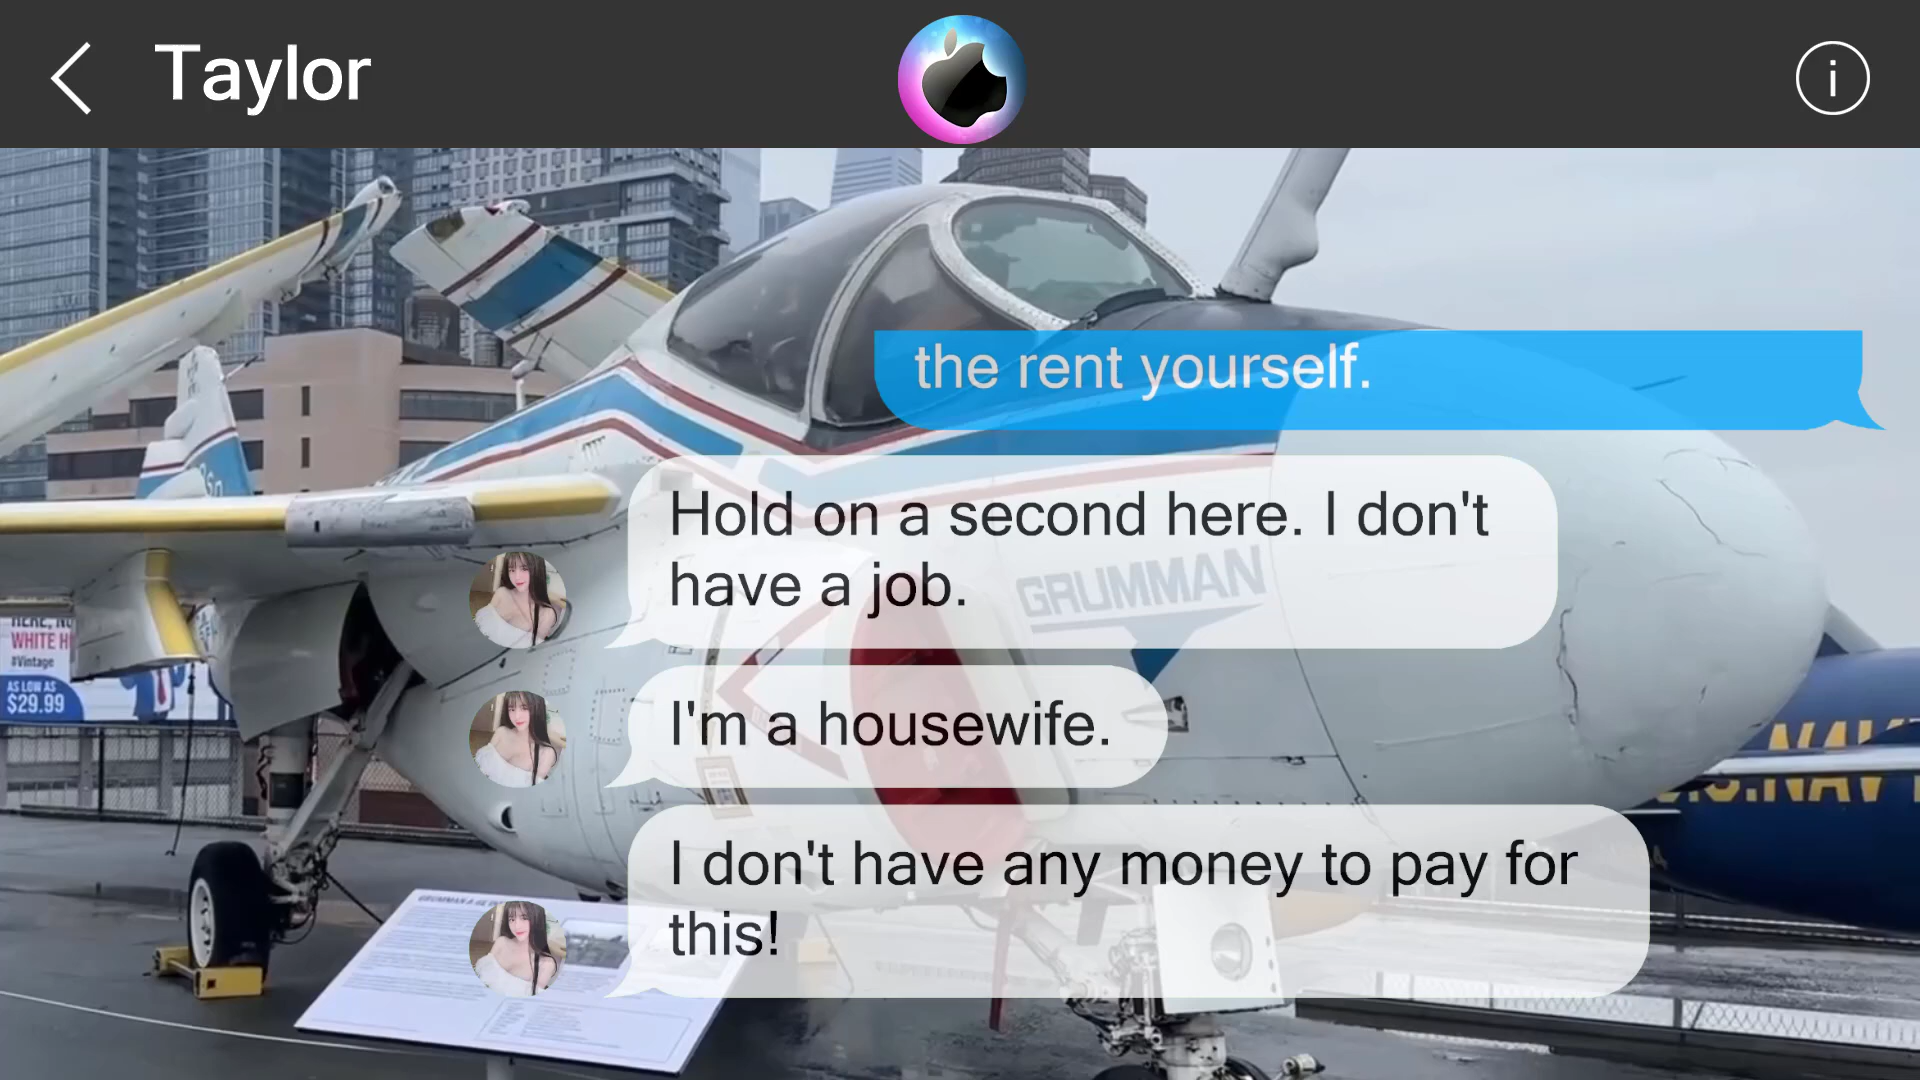 Taylor
the rent yourself.
Hold on a second here. I don't
have a job.
GRUMMAN
I'm a housewife.
WHITE H
#Vintage
AS LOW AS
$29.99
I don't have any money to pay for
this!